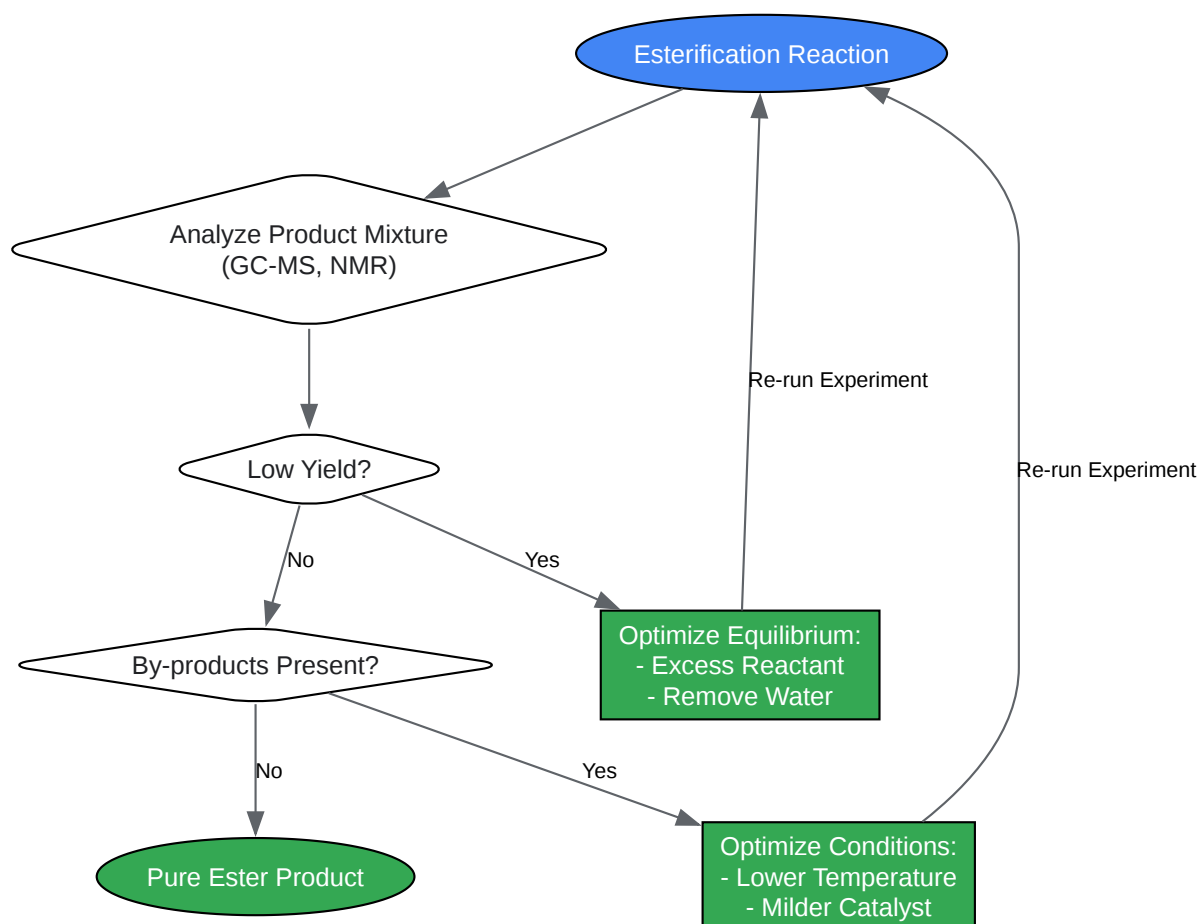 Esterification Reaction
Analyze Product Mixture
(GC-MS, NMR)
Re-run Experiment
Low Yield?
Re-run Experiment
No
Yes
Optimize Equilibrium:
- Excess Reactant
- Remove Water
By-products Present?
No
Yes
Optimize Conditions:
- Lower Temperature
- Milder Catalyst
Pure Ester Product